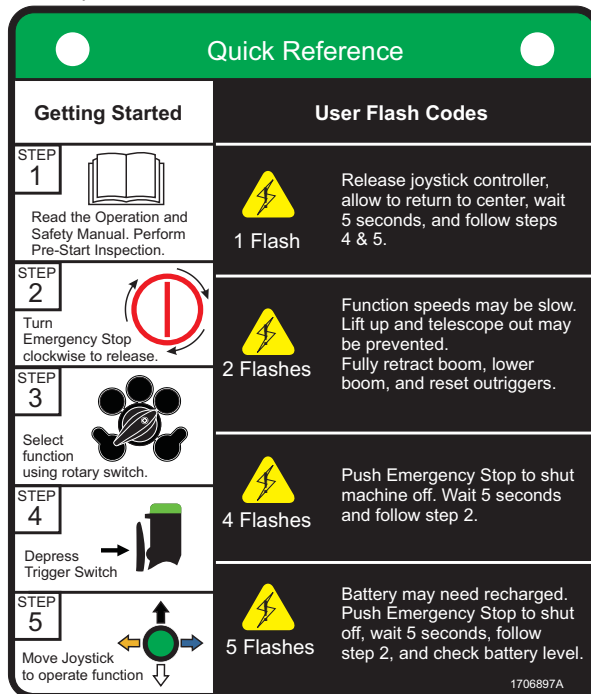 Quick Reference
Getting Started
User Flash Codes
STEP
1
Read the Operation and
Safety Manual. Perform
Pre-Start Inspection.
1 Flash
Release joystick controller,
allow to return to center, wait
5 seconds, and follow steps
4 & 5.
STEP
2
Turn
Emergency Stop
clockwise to release.
2 Flashes
Function speeds may be slow.
Lift up and telescope out may
be prevented.
Fully retract boom, lower
boom, and reset outriggers.
STEP
3
Select
function
using rotary switch.
STEP
4
Depress
Trigger Switch
4 Flashes
Push Emergency Stop to shut
machine off. Wait 5 seconds
and follow step 2.
STEP
5
Move Joystick
to operate function
5 Flashes
Battery may need recharged.
Push Emergency Stop to shut
off, wait 5 seconds, follow
step 2, and check battery level.
1706897A